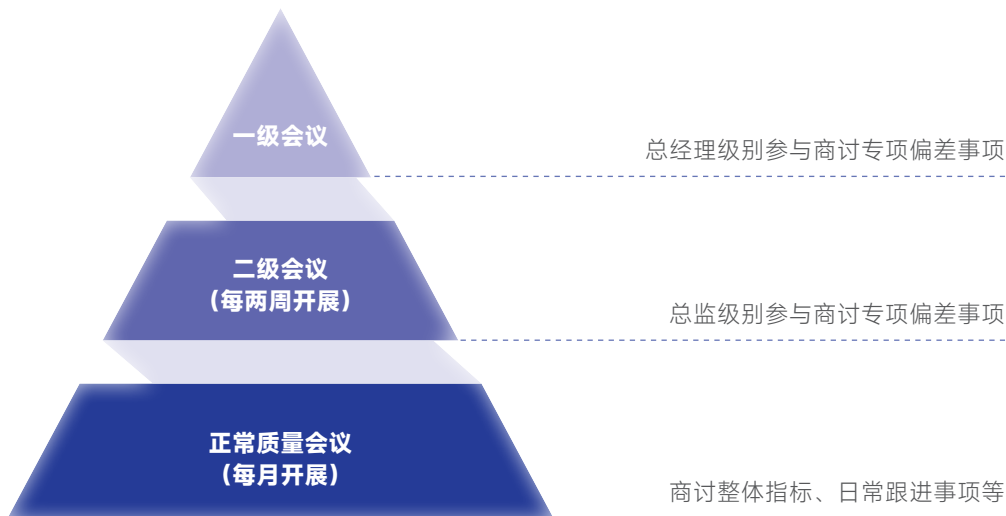 一级会议
总经理级别参与商讨专项偏差事项
二级会议
（每两周开展）
总监级别参与商讨专项偏差事项
正常质量会议
（每月开展）
商讨整体指标、日常跟进事项等